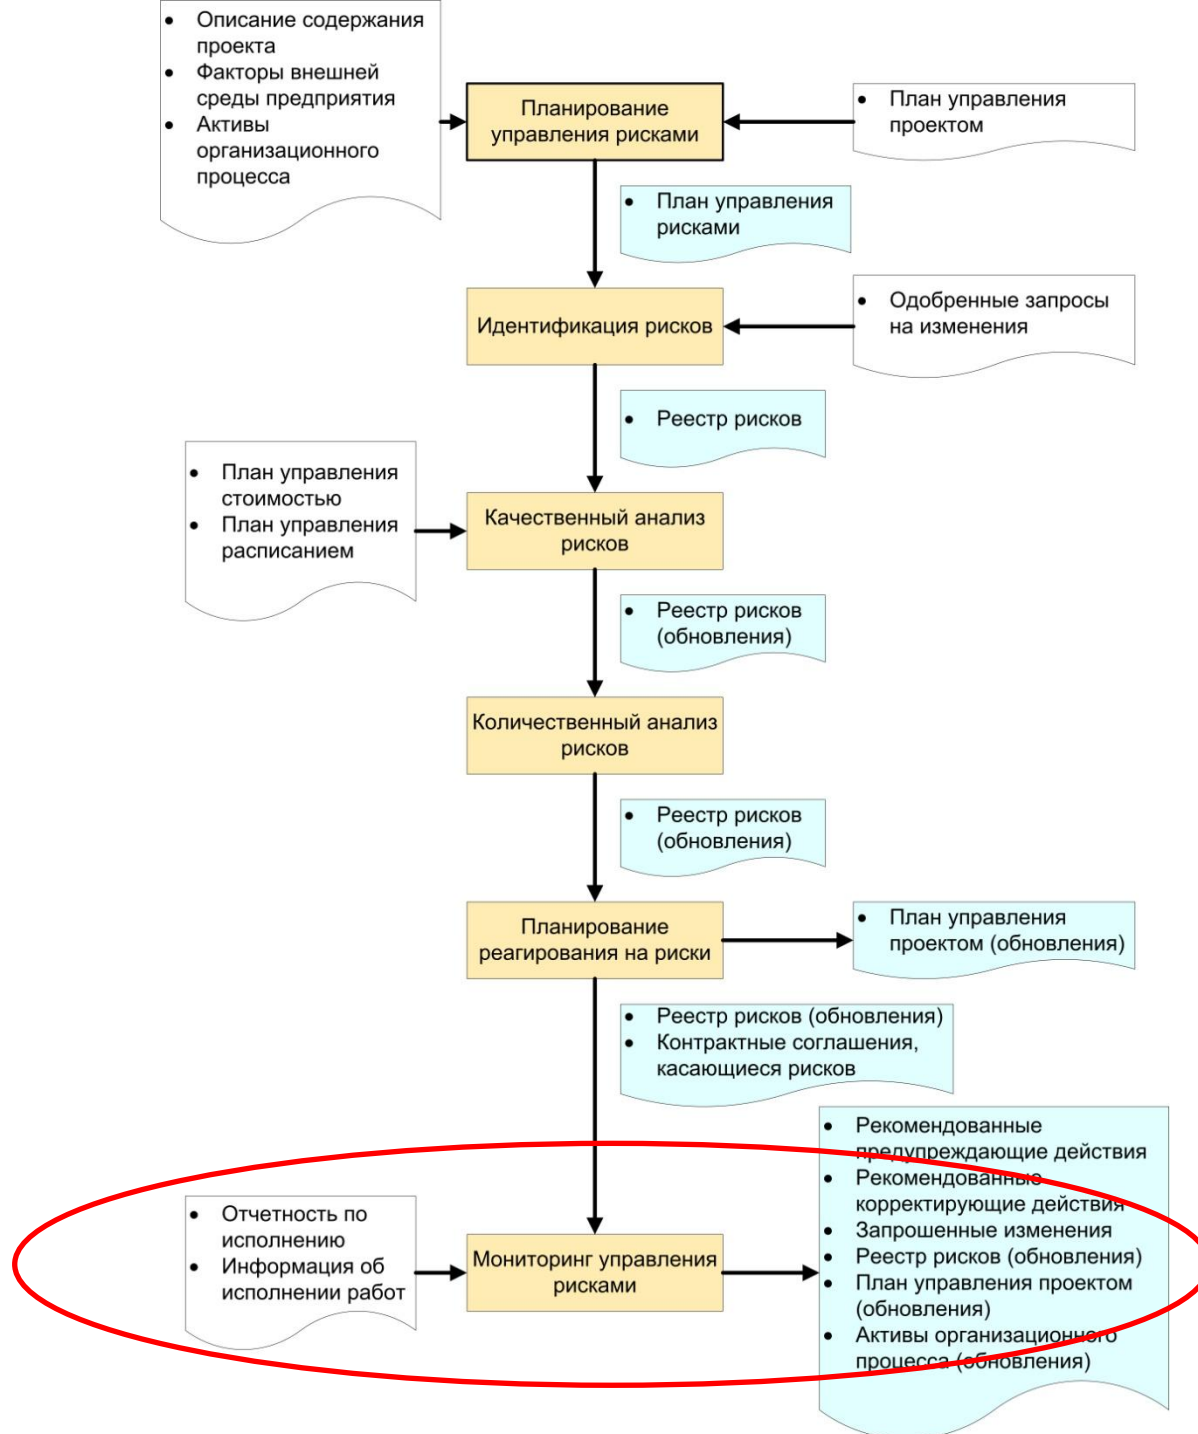 • Описание содержания
проекта
• Факторы внешней
среды предприятия
• Активы
организационного
процесса
Планирование
управления рисками
• План управления
проектом
• План управления
рисками
Идентификация рисков
• Одобренные запросы
на изменения
• Реестр рисков
• План управления
стоимостью
• План управления
расписанием
Качественный анализ
рисков
• Реестр рисков
(обновления)
Количественный анализ
рисков
• Реестр рисков
(обновления)
Планирование
реагирования на риски
• План управления
проектом (обновления)
• Реестр рисков (обновления)
• Контрактные соглашения,
касающиеся рисков
• Отчетность по
исполнению
• Информация об
исполнении работ
Мониторинг управления
рисками
• Рекомендованные
предупреждающие действия
• Рекомендованные
корректирующие действия
• Запрошенные изменения
• Реестр рисков (обновления)
• План управления проектом
(обновления)
• Активы организационного
процесса (обновления)